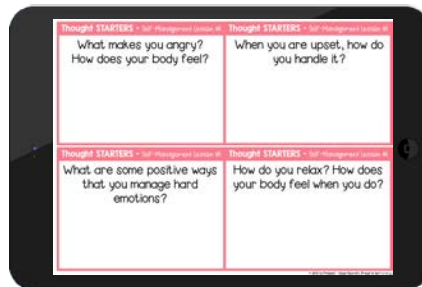 Thought STARTERS - Self-Management Lesson
What makes you angry?
How does your body feel?
Thought STARTERS - Self-Management Lesson
When you are upset, how do
you handle it?
Thought STARTERS - Self-Management Lesson
What are some positive ways
that you manage hard
emotions?
Thought STARTERS - Self-Management Lesson
How do you relax? How does
your body feel when you do?